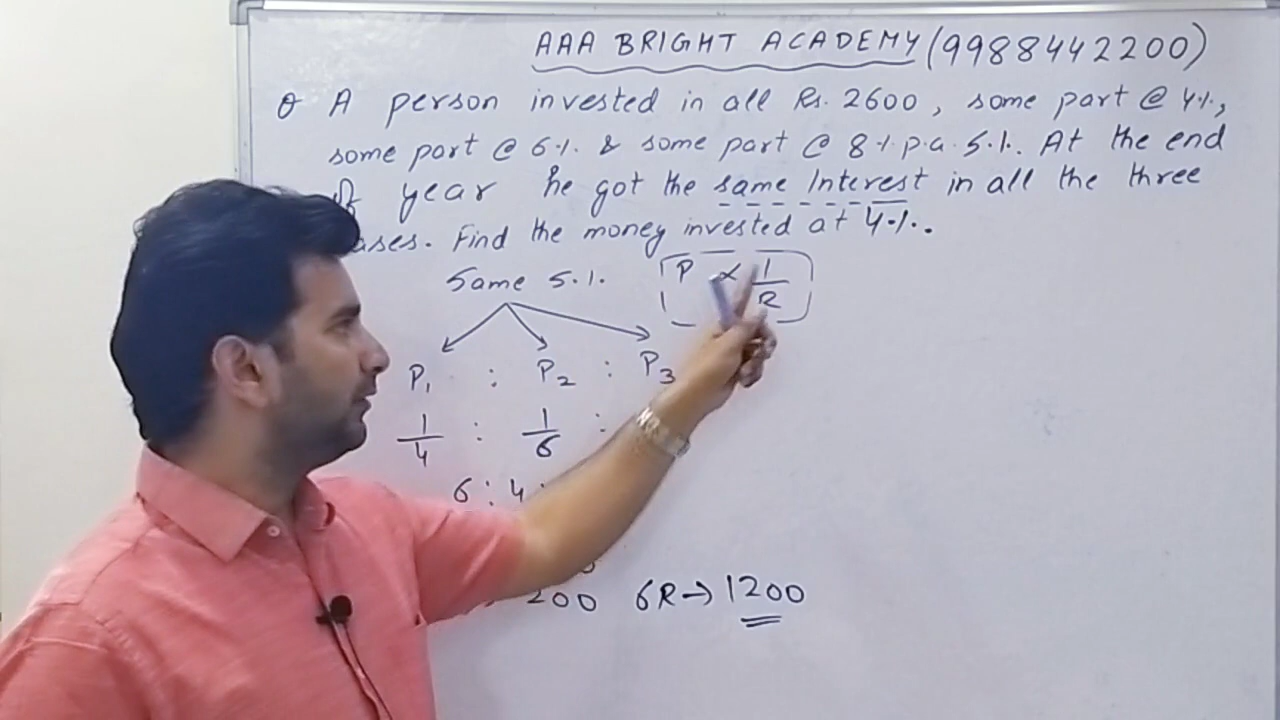 AAA BRIGHT ACADEMY (9988442200)
Q A person invested in all Rs. 2600, some part @ 4%,
some part @ 6% & some part @ 8% p.a. S.I. At the end
of year he got the same Interest in all the three
ases. Find the money invested at 4%.
Same S.I. P ∝ 1/R
P1 : P2 : P3
1/4 : 1/6 :
6 : 4 :
200 6R → 1200